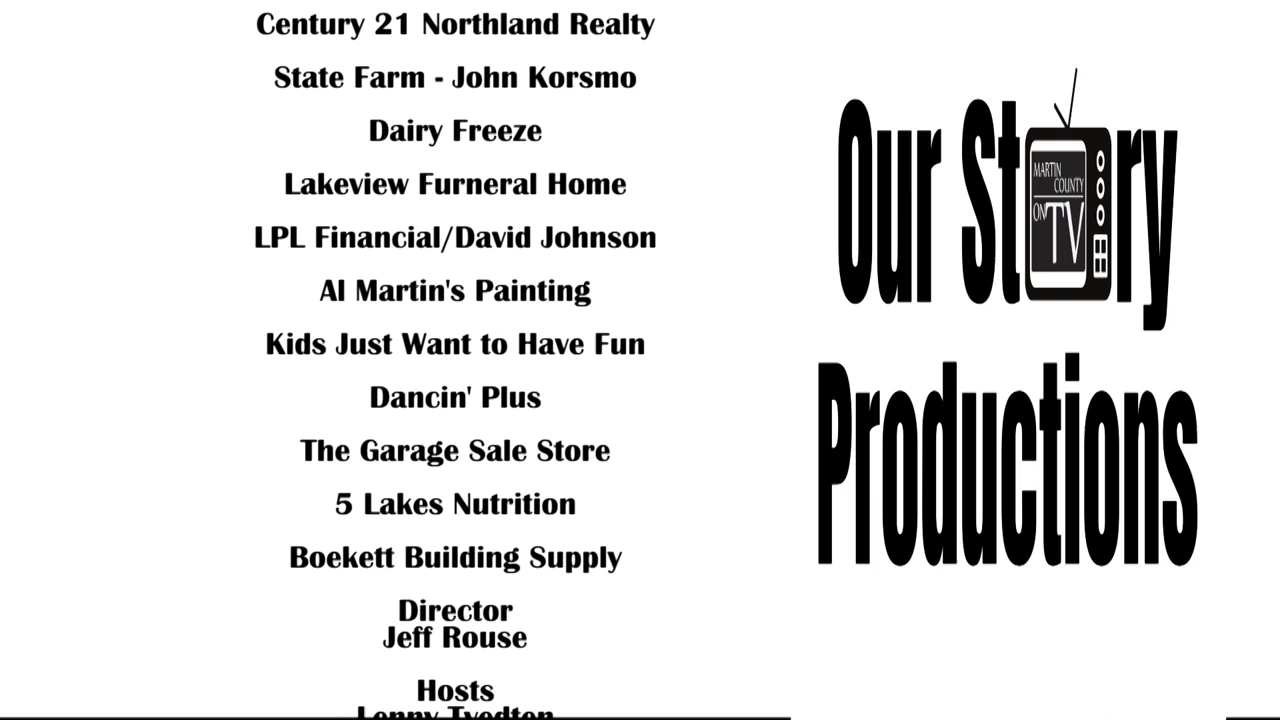 Century 21 Northland Realty
State Farm - John Korsmo
Dairy Freeze
Lakeview Furneral Home
LPL Financial/David Johnson
Al Martin's Painting
Kids Just Want to Have Fun
Dancin' Plus
The Garage Sale Store
5 Lakes Nutrition
Boekett Building Supply
Director
Jeff Rouse
Hosts
Our Story
MARTIN
COUNTY
ON TV
Productions